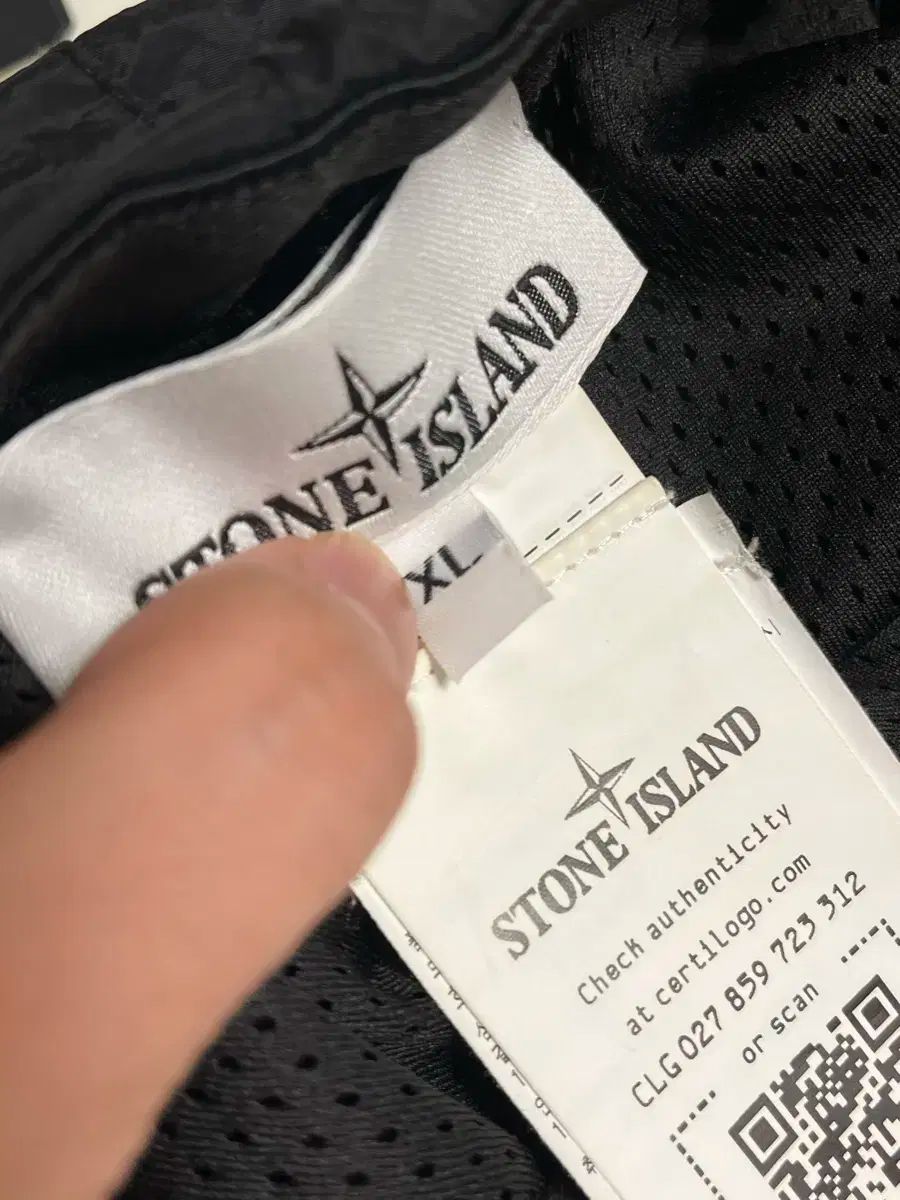 STONE ISLAND
XL
STONE ISLAND
Check authenticity
at certilogo.com
CLG 027 859 723 312
or scan